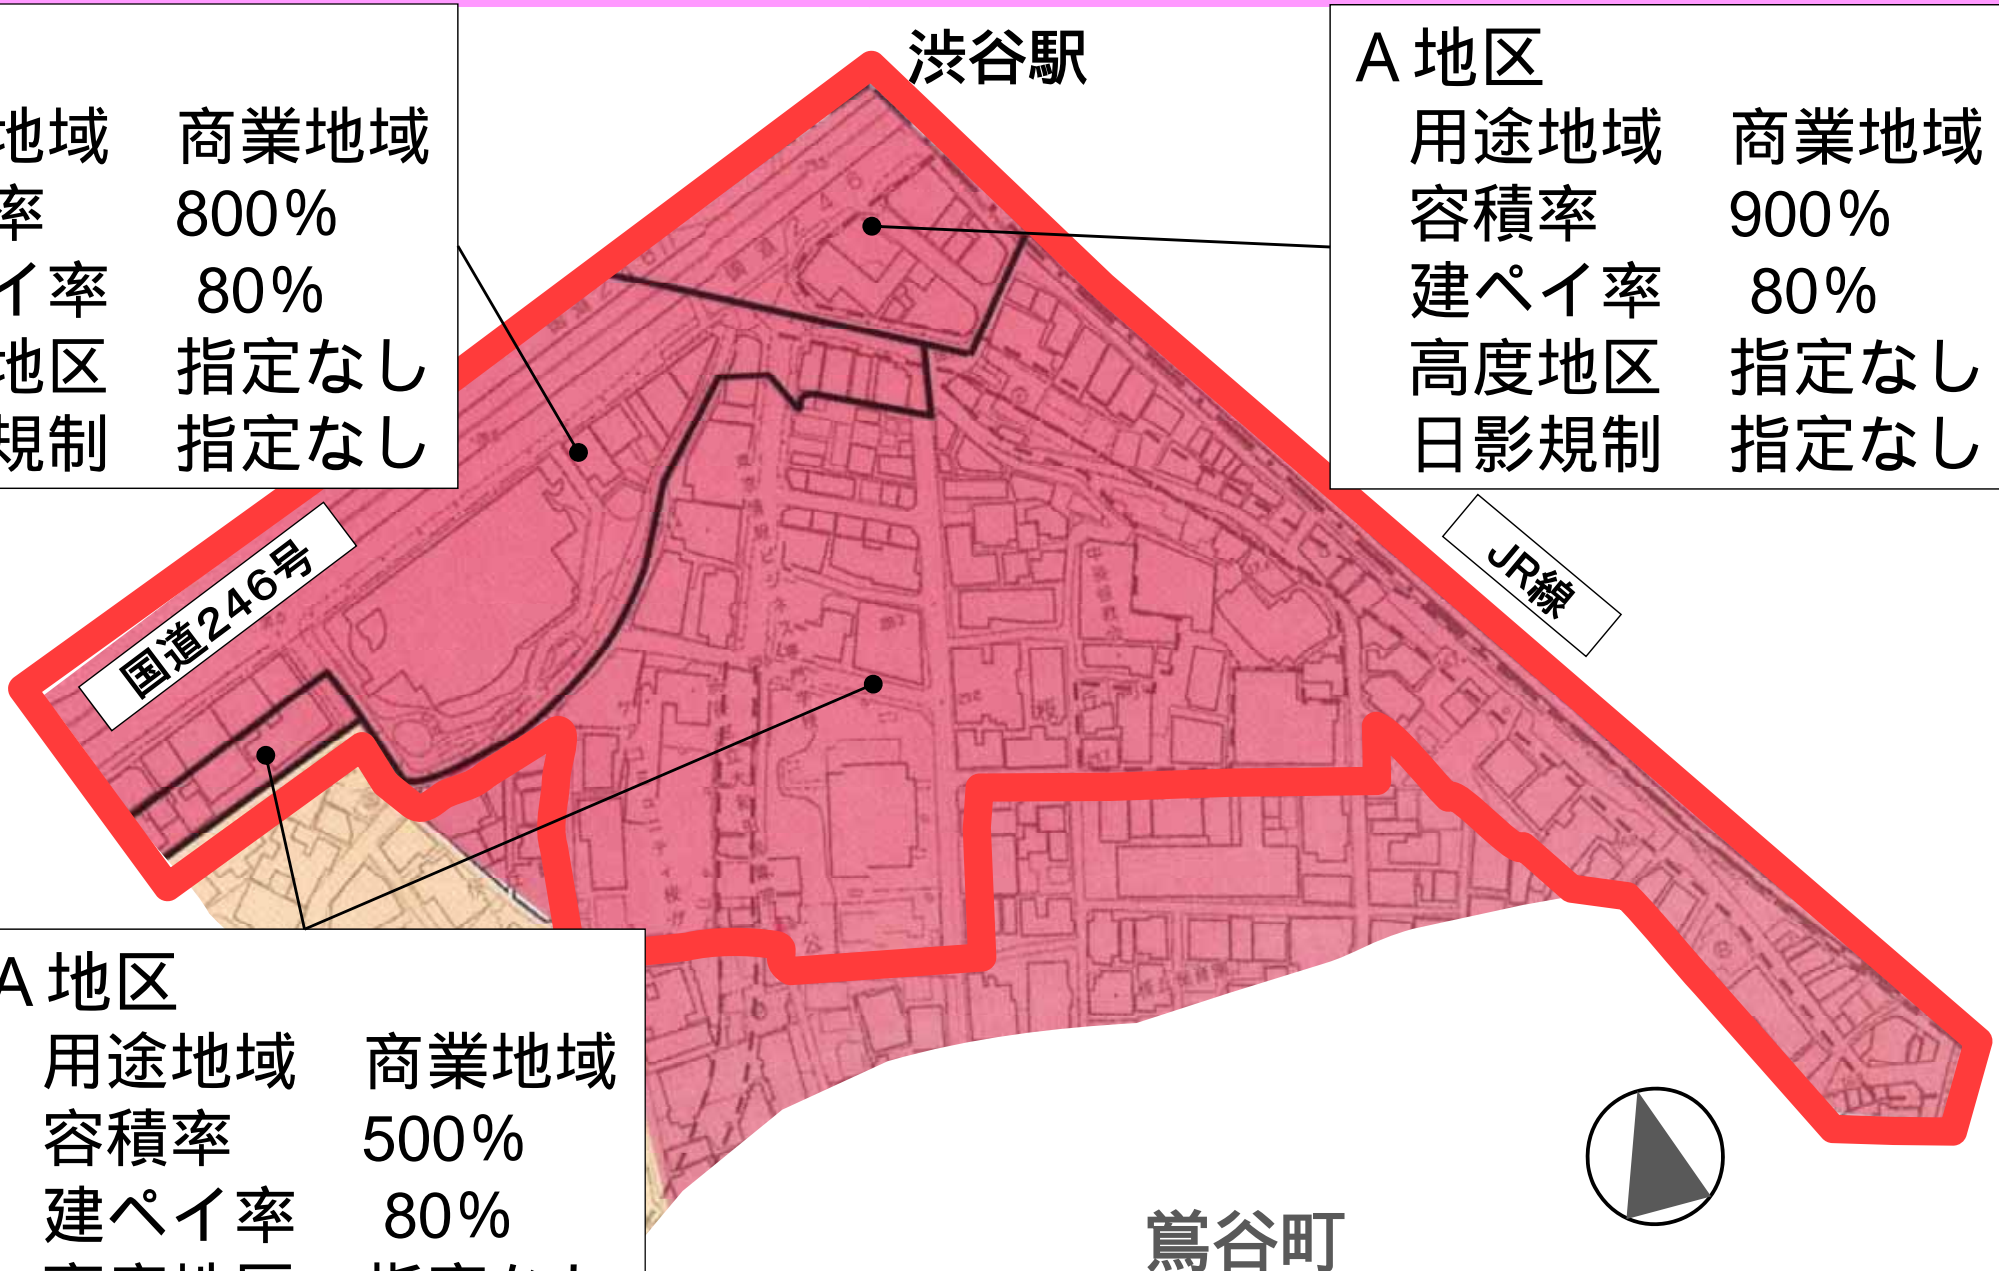 渋谷駅
地域　商業地域
率　800%
イ率　80%
地区　指定なし
規制　指定なし
A 地区
用途地域　商業地域
容積率　900%
建ペイ率　80%
高度地区　指定なし
日影規制　指定なし
国道246号
JR線
A 地区
用途地域　商業地域
容積率　500%
建ペイ率　80%
鶯谷町